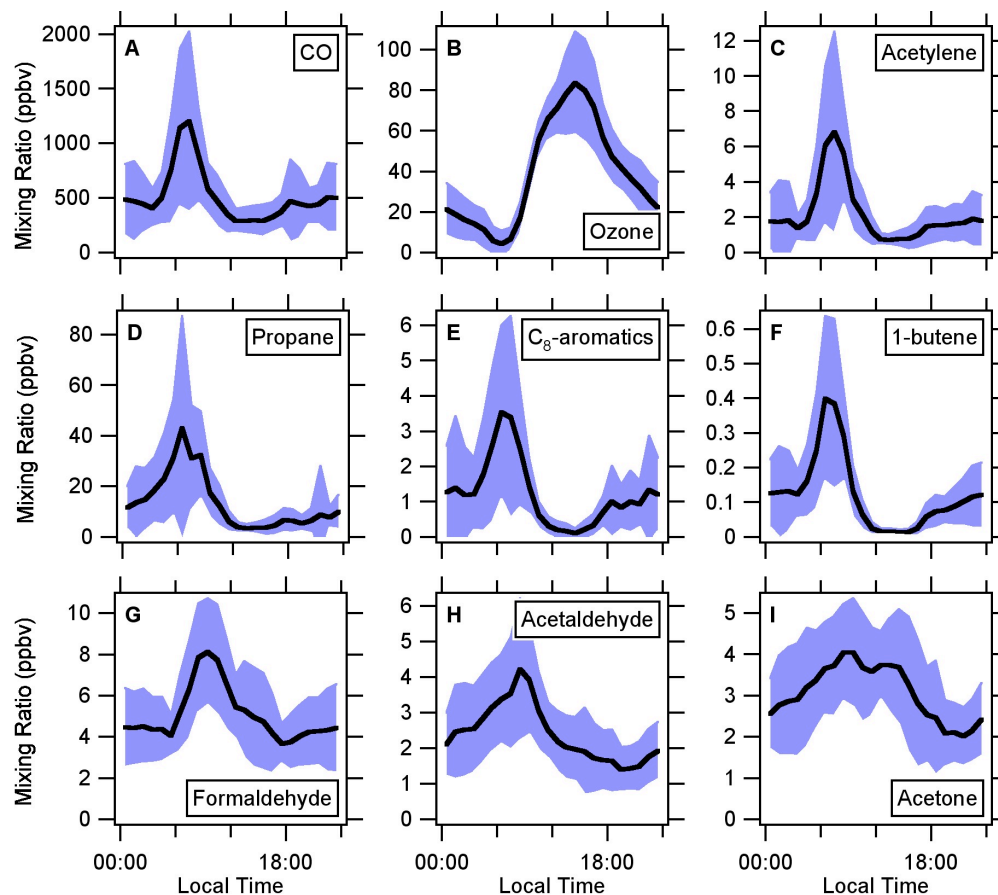 Mixing Ratio (ppbv)
A
CO
2000
1500
1000
500
0
B
Ozone
100
80
60
40
20
0
C
Acetylene
12
10
8
6
4
2
0
Mixing Ratio (ppbv)
D
Propane
80
60
40
20
0
E
C₈-aromatics
6
5
4
3
2
1
0
F
1-butene
0.6
0.5
0.4
0.3
0.2
0.1
0
Mixing Ratio (ppbv)
G
Formaldehyde
10
8
6
4
2
0
00:00 18:00
Local Time
H
Acetaldehyde
6
5
4
3
2
1
0
00:00 18:00
Local Time
I
Acetone
5
4
3
2
1
0
00:00 18:00
Local Time